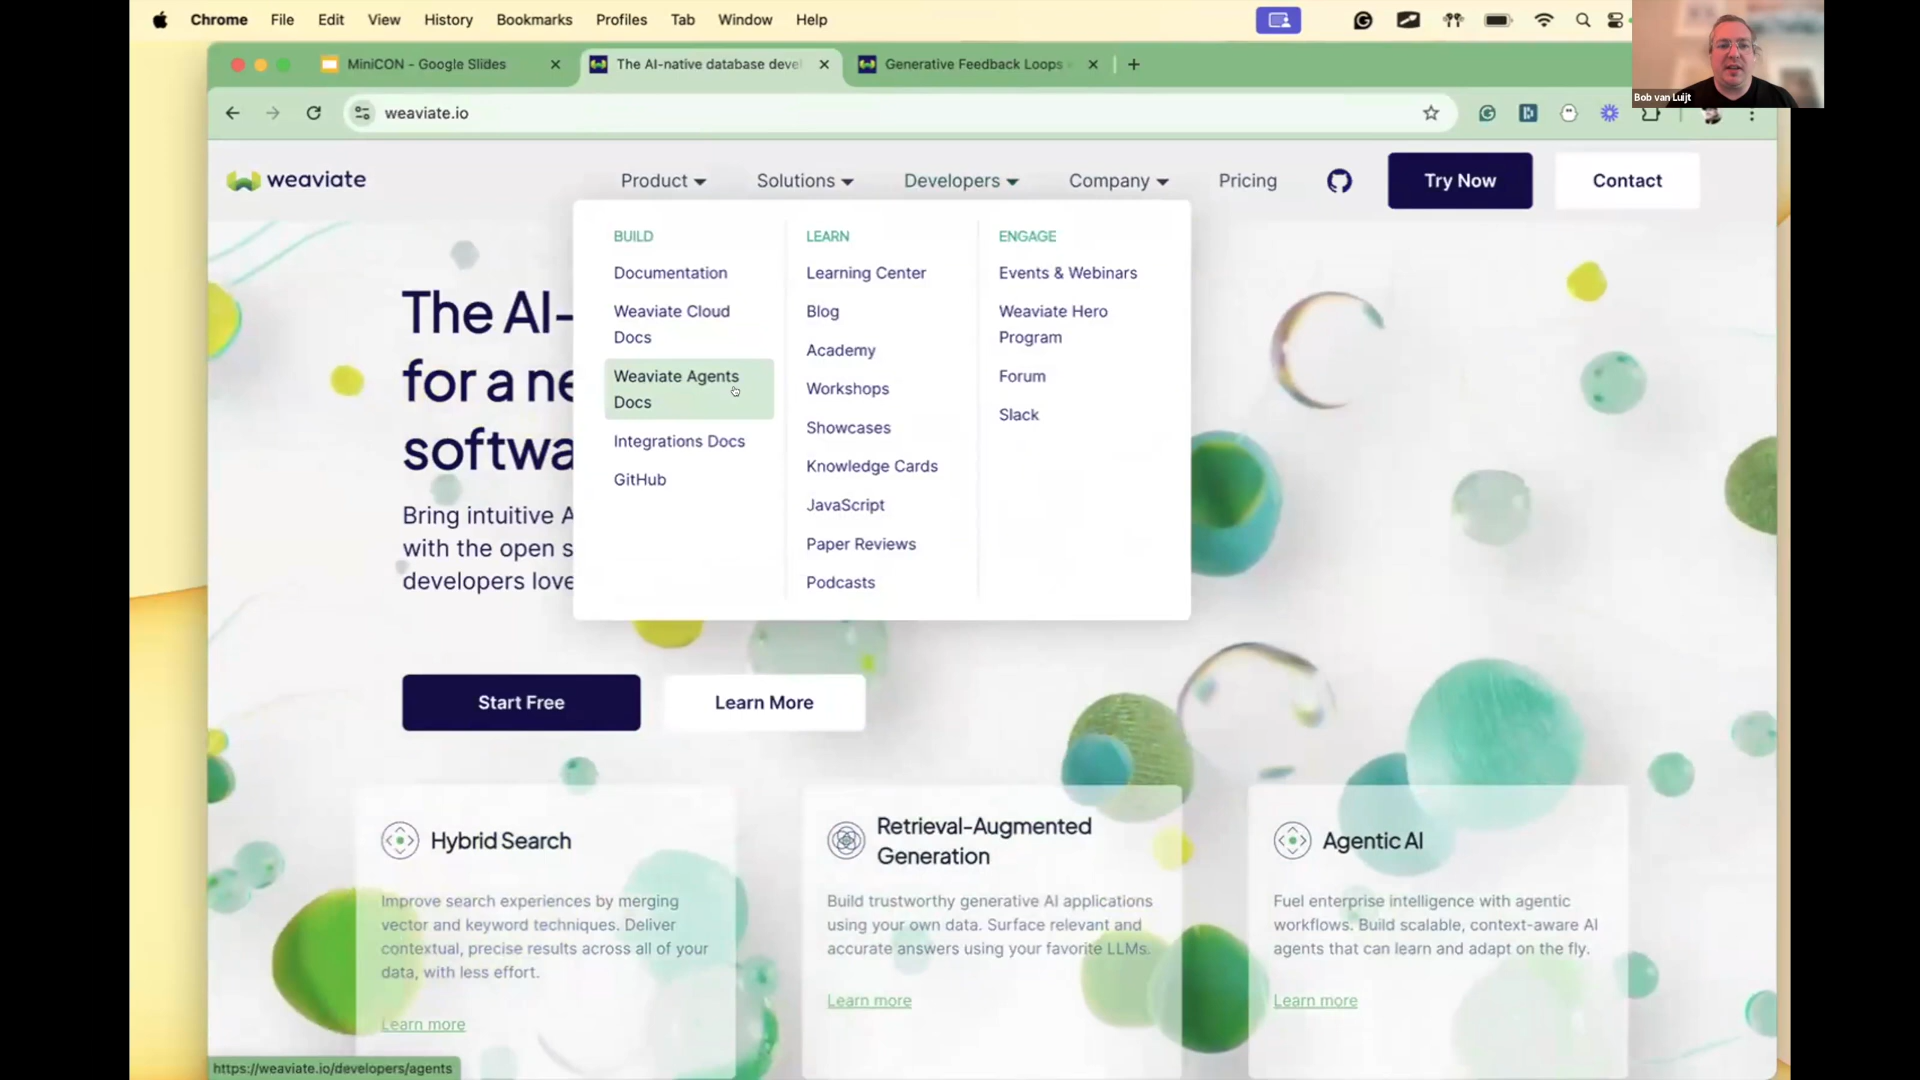 Chrome File Edit View History Bookmarks Profiles Tab Window Help
MiniCON - Google Slides
The AI-native database deve
Generative Feedback Loops
weaviate.io
Bob van Luijt
weaviate
Product
Solutions
Developers
Company
Pricing
Try Now
Contact
BUILD
Documentation
Weaviate Cloud
Docs
Weaviate Agents
Docs
Integrations Docs
GitHub
LEARN
Learning Center
Blog
Academy
Workshops
Showcases
Knowledge Cards
JavaScript
Paper Reviews
Podcasts
ENGAGE
Events & Webinars
Weaviate Hero
Program
Forum
Slack
The AI-
for a ne
softwa
Bring intuitive A
with the open s
developers love
Start Free
Learn More
Hybrid Search
Improve search experiences by merging
vector and keyword techniques. Deliver
contextual, precise results across all of your
data, with less effort.
Learn more
Retrieval-Augmented
Generation
Build trustworthy generative AI applications
using your own data. Surface relevant and
accurate answers using your favorite LLMs.
Learn more
Agentic AI
Fuel enterprise intelligence with agentic
workflows. Build scalable, context-aware AI
agents that can learn and adapt on the fly.
Learn more
https://weaviate.io/developers/agents